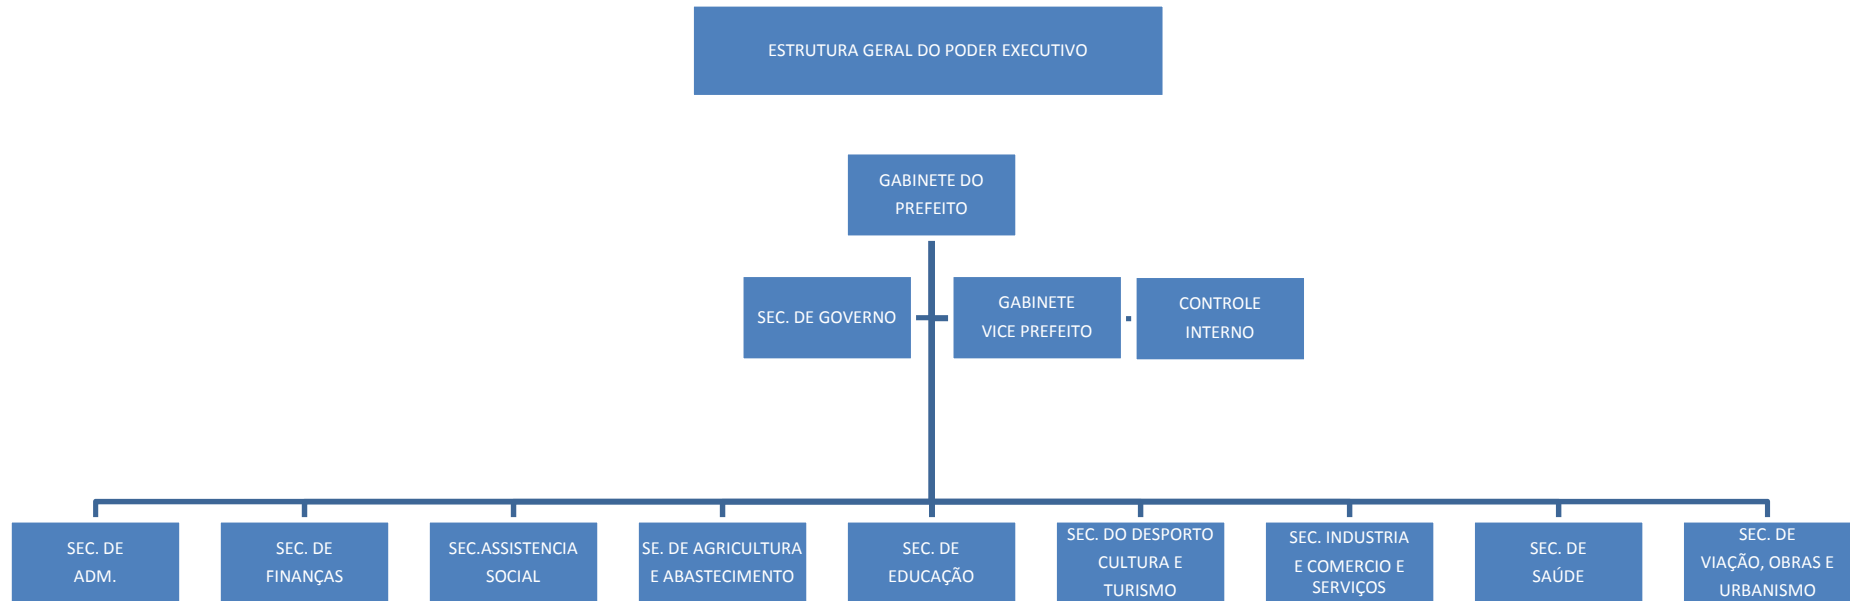 ESTRUTURA GERAL DO PODER EXECUTIVO
GABINETE DO
PREFEITO
SEC. DE GOVERNO
GABINETE
VICE PREFEITO
CONTROLE
INTERNO
SEC. DE
ADM.
SEC. DE
FINANÇAS
SEC.ASSISTENCIA
SOCIAL
SE. DE AGRICULTURA
E ABASTECIMENTO
SEC. DE
EDUCAÇÃO
SEC. DO DESPORTO
CULTURA E
TURISMO
SEC. INDUSTRIA
E COMERCIO E
SERVIÇOS
SEC. DE
SAÚDE
SEC. DE
VIAÇÃO, OBRAS E
URBANISMO